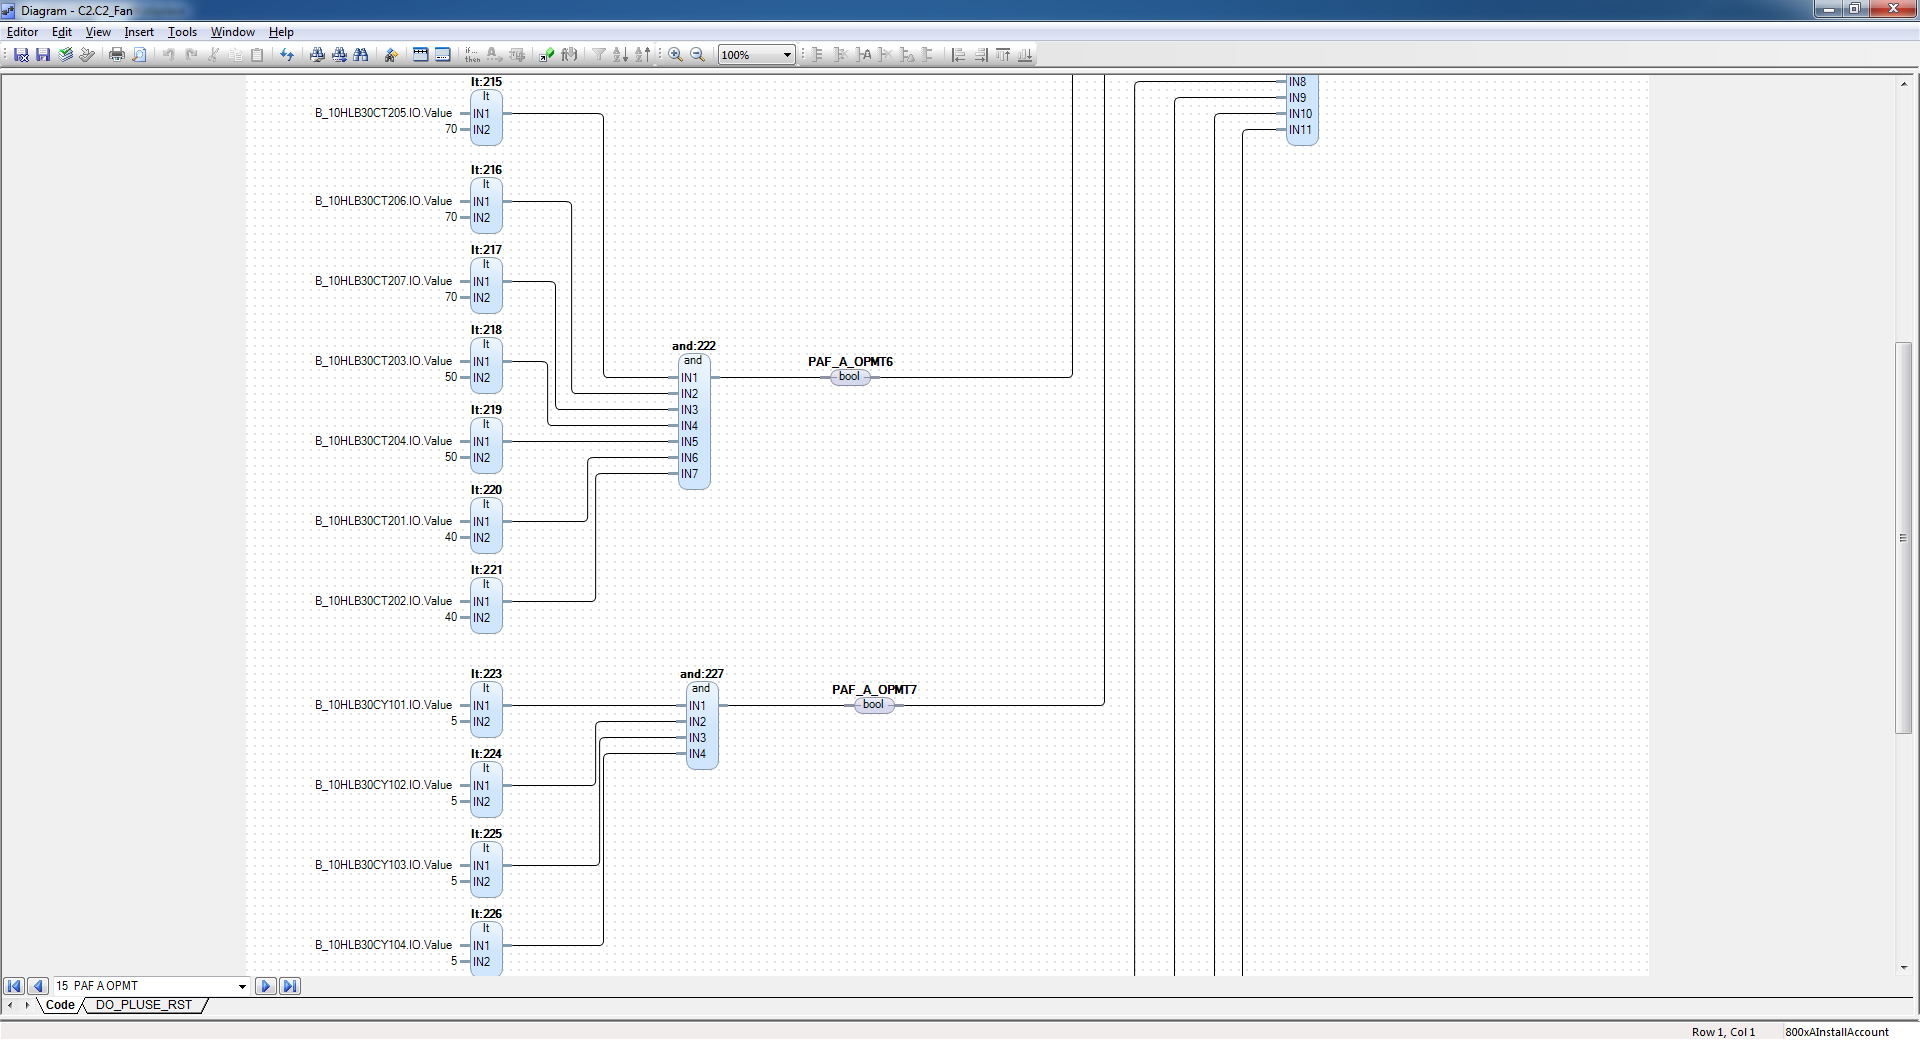 Diagram - C2.C2_Fan
Editor Edit View Insert Tools Window Help
if... then 100%
lt:215
lt
B_10HLB30CT205.IO.Value IN1
70 IN2
lt:216
lt
B_10HLB30CT206.IO.Value IN1
70 IN2
lt:217
lt
B_10HLB30CT207.IO.Value IN1
70 IN2
lt:218
lt
B_10HLB30CT203.IO.Value IN1
50 IN2
lt:219
lt
B_10HLB30CT204.IO.Value IN1
50 IN2
lt:220
lt
B_10HLB30CT201.IO.Value IN1
40 IN2
lt:221
lt
B_10HLB30CT202.IO.Value IN1
40 IN2
and:222
and
IN1
IN2
IN3
IN4
IN5
IN6
IN7
PAF_A_OPMT6
bool
IN8
IN9
IN10
IN11
lt:223
lt
B_10HLB30CY101.IO.Value IN1
5 IN2
lt:224
lt
B_10HLB30CY102.IO.Value IN1
5 IN2
lt:225
lt
B_10HLB30CY103.IO.Value IN1
5 IN2
lt:226
lt
B_10HLB30CY104.IO.Value IN1
5 IN2
and:227
and
IN1
IN2
IN3
IN4
PAF_A_OPMT7
bool
15 PAF A OPMT
Code DO_PLUSE_RST
Row 1, Col 1 800xAInstallAccount